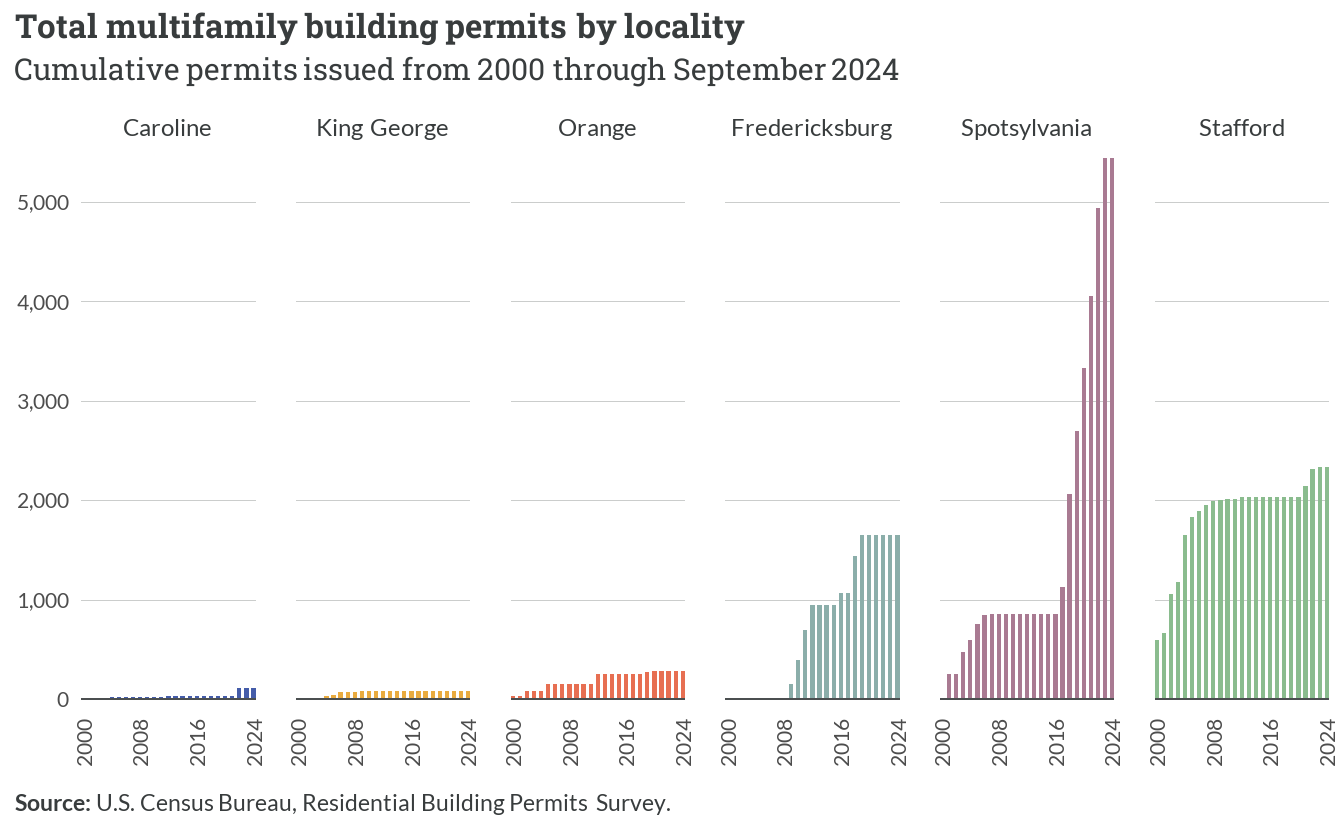 Total multifamily building permits by locality
Cumulative permits issued from 2000 through September 2024
Caroline King George Orange Fredericksburg Spotsylvania Stafford
5,000
4,000
3,000
2,000
1,000
0
2000 2008 2016 2024 2000 2008 2016 2024 2000 2008 2016 2024 2000 2008 2016 2024 2000 2008 2016 2024 2000 2008 2016 2024
Source: U.S. Census Bureau, Residential Building Permits Survey.